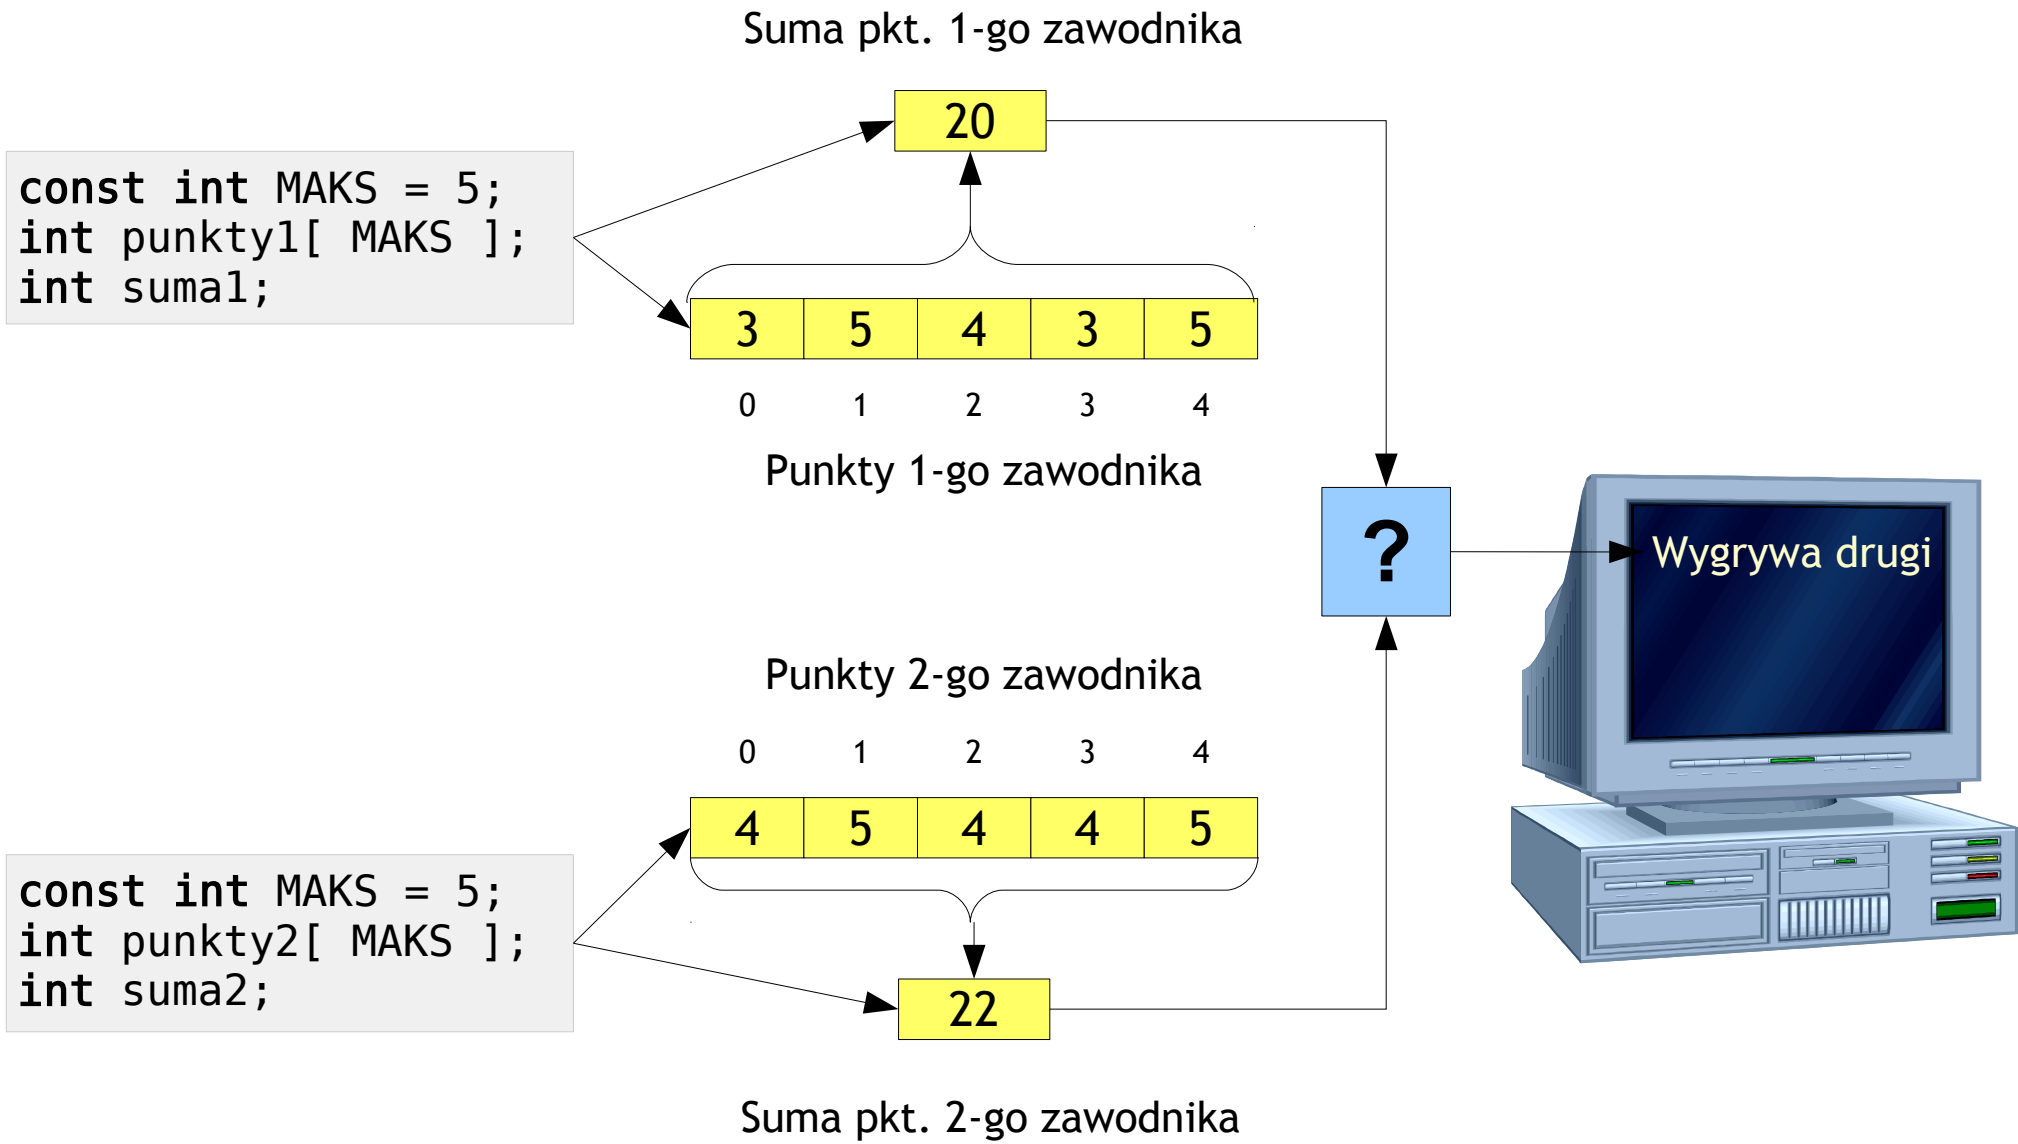 Suma pkt. 1-go zawodnika
20
const int MAKS = 5;
int punkty1[ MAKS ];
int suma1;
3 5 4 3 5
0 1 2 3 4
Punkty 1-go zawodnika
?
Wygrywa drugi
Punkty 2-go zawodnika
0 1 2 3 4
4 5 4 4 5
const int MAKS = 5;
int punkty2[ MAKS ];
int suma2;
22
Suma pkt. 2-go zawodnika